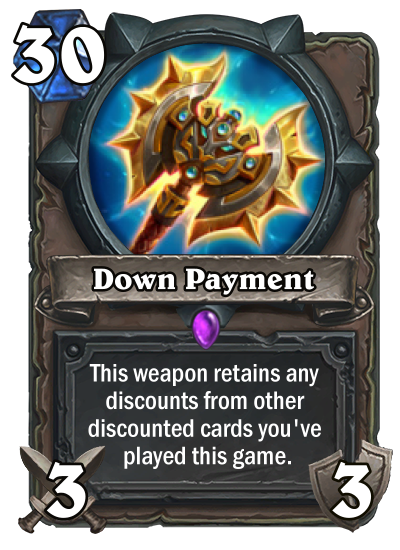 30
Down Payment
This weapon retains any
discounts from other
discounted cards you've
played this game.
3
3